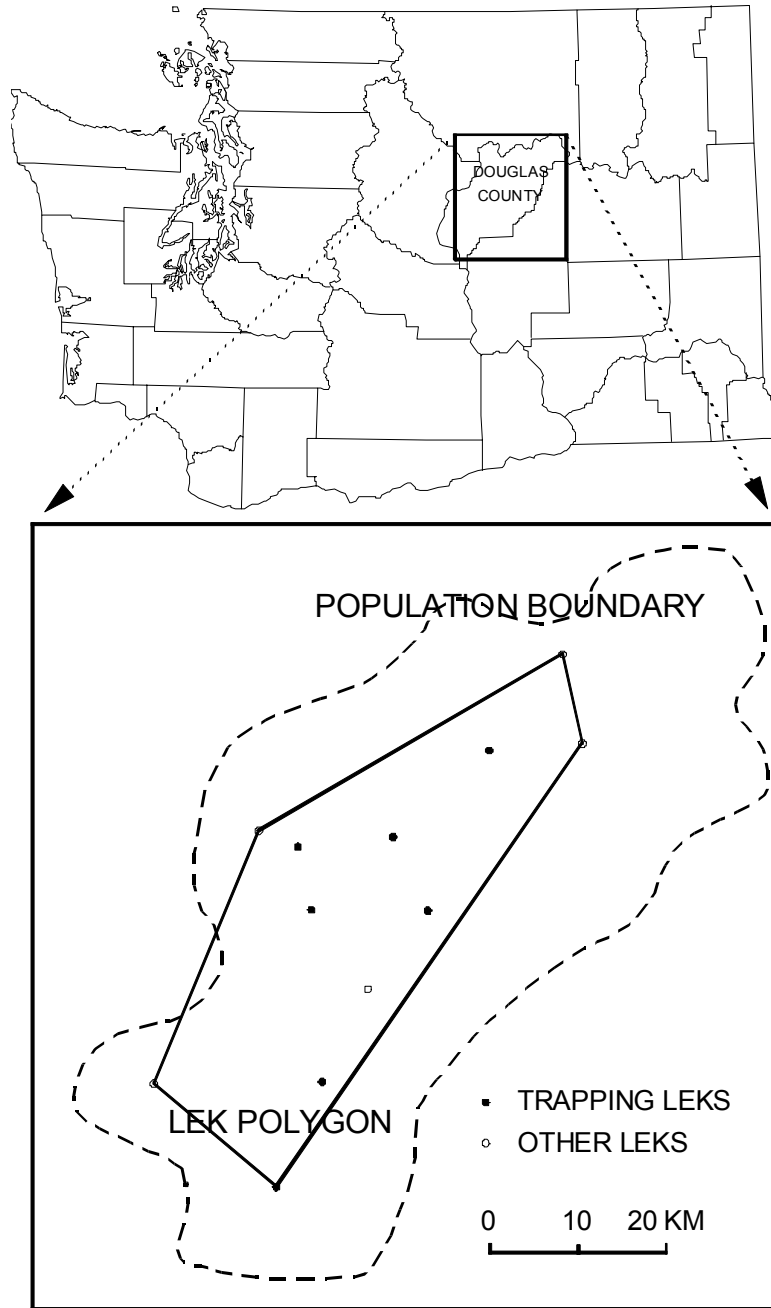 DOUGLAS
COUNTY
POPULATION BOUNDARY
LEK POLYGON
TRAPPING LEKS
OTHER LEKS
0 10 20 KM